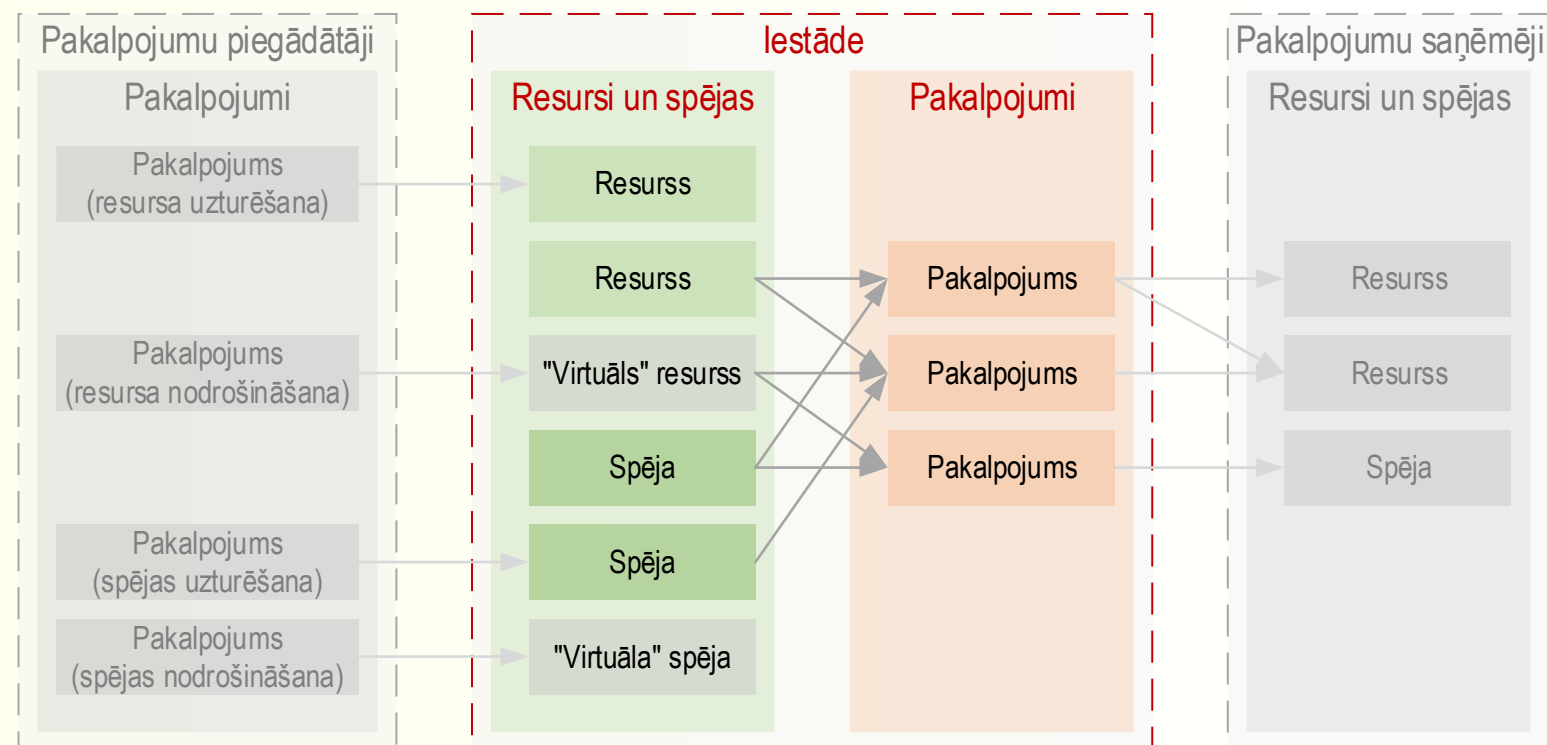 Pakalpojumu piegādātāji
Pakalpojumi
Pakalpojums
(resursa uzturēšana)
Pakalpojums
(resursa nodrošināšana)
Pakalpojums
(spējas uzturēšana)
Pakalpojums
(spējas nodrošināšana)
Iestāde
Resursi un spējas
Resurss
Resurss
"Virtuāls" resurss
Spēja
Spēja
"Virtuāla" spēja
Pakalpojumi
Pakalpojums
Pakalpojums
Pakalpojums
Pakalpojumu saņēmēji
Resursi un spējas
Resurss
Resurss
Spēja